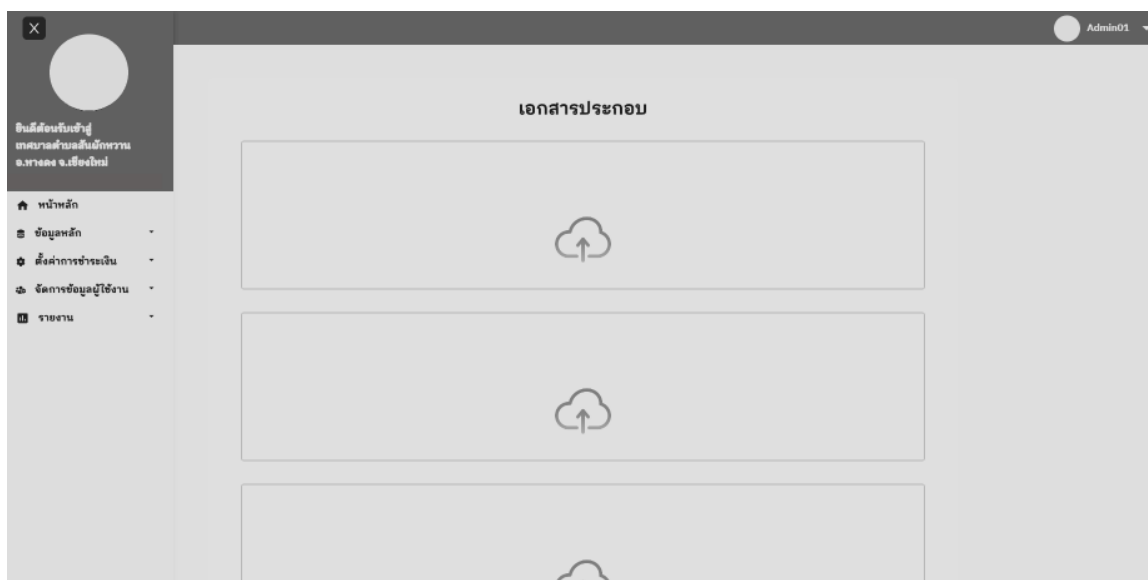 X
Admin01
ยินดีต้อนรับเข้าสู่
เทศบาลตำบลสันผักหวาน
อ.หางดง จ.เชียงใหม่
หน้าหลัก
ข้อมูลหลัก
ตั้งค่าการชำระเงิน
จัดการข้อมูลผู้ใช้งาน
รายงาน
เอกสารประกอบ